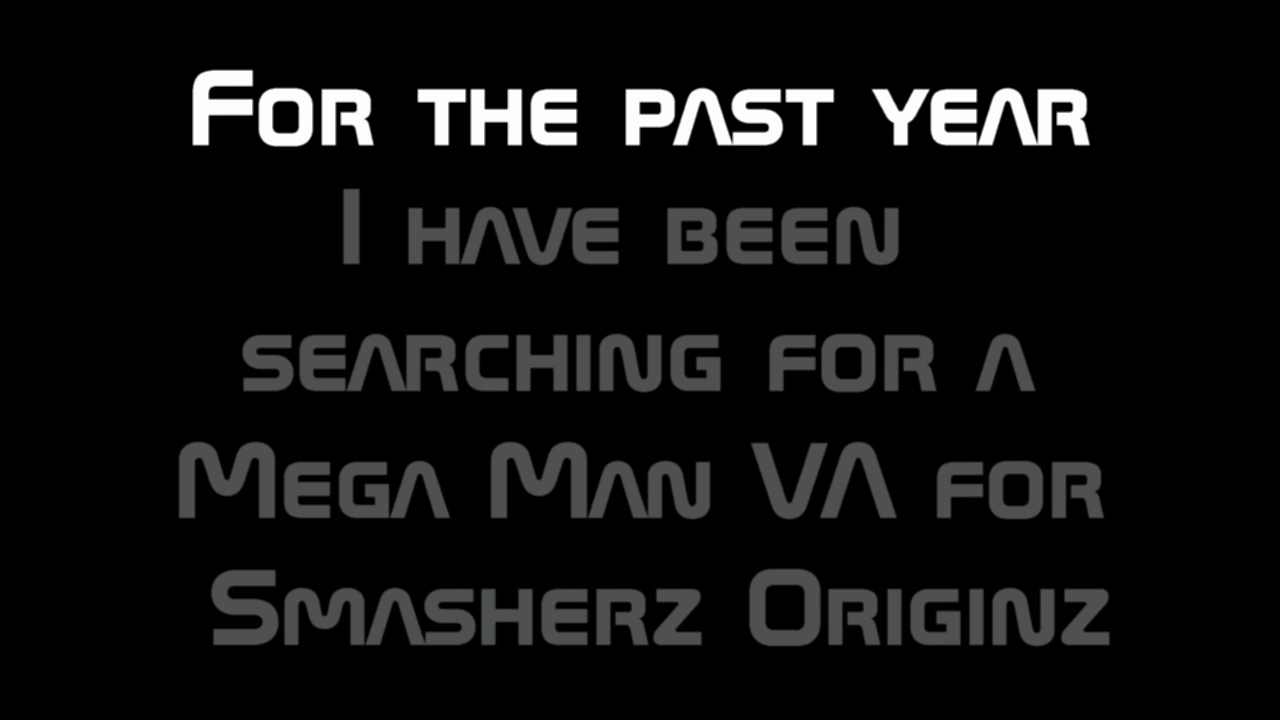 For the past year
I have been
searching for a
Mega Man VA for
Smasherz Originz